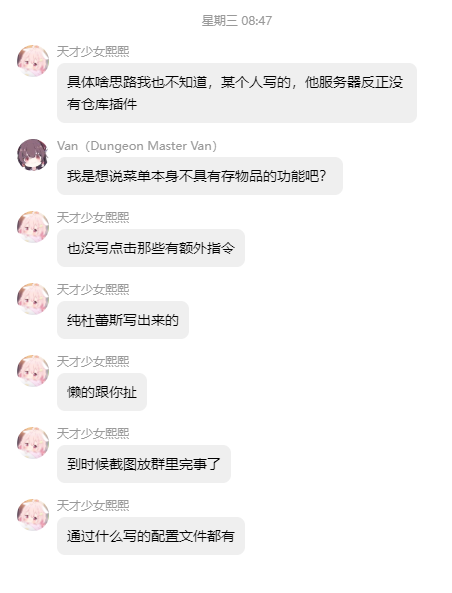 星期三 08:47
天才少女熙熙
具体啥思路我也不知道，某个人写的，他服务器反正没
有仓库插件
Van（Dungeon Master Van）
我是想说菜单本身不具有存物品的功能吧？
天才少女熙熙
也没写点击那些有额外指令
天才少女熙熙
纯杜蕾斯写出来的
天才少女熙熙
懒的跟你扯
天才少女熙熙
到时候截图放群里完事了
天才少女熙熙
通过什么写的配置文件都有